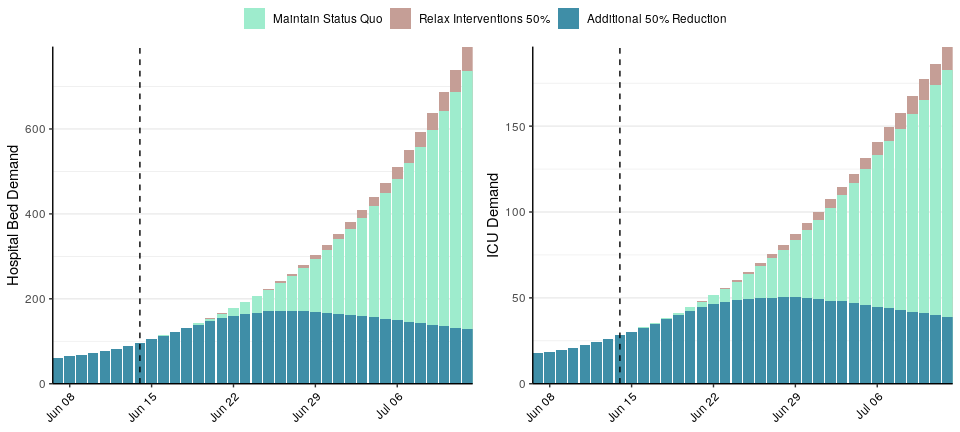 Maintain Status Quo Relax Interventions 50% Additional 50% Reduction
Hospital Bed Demand
600
400
200
0
Jun 08
Jun 15
Jun 22
Jun 29
Jul 06
ICU Demand
150
100
50
0
Jun 08
Jun 15
Jun 22
Jun 29
Jul 06